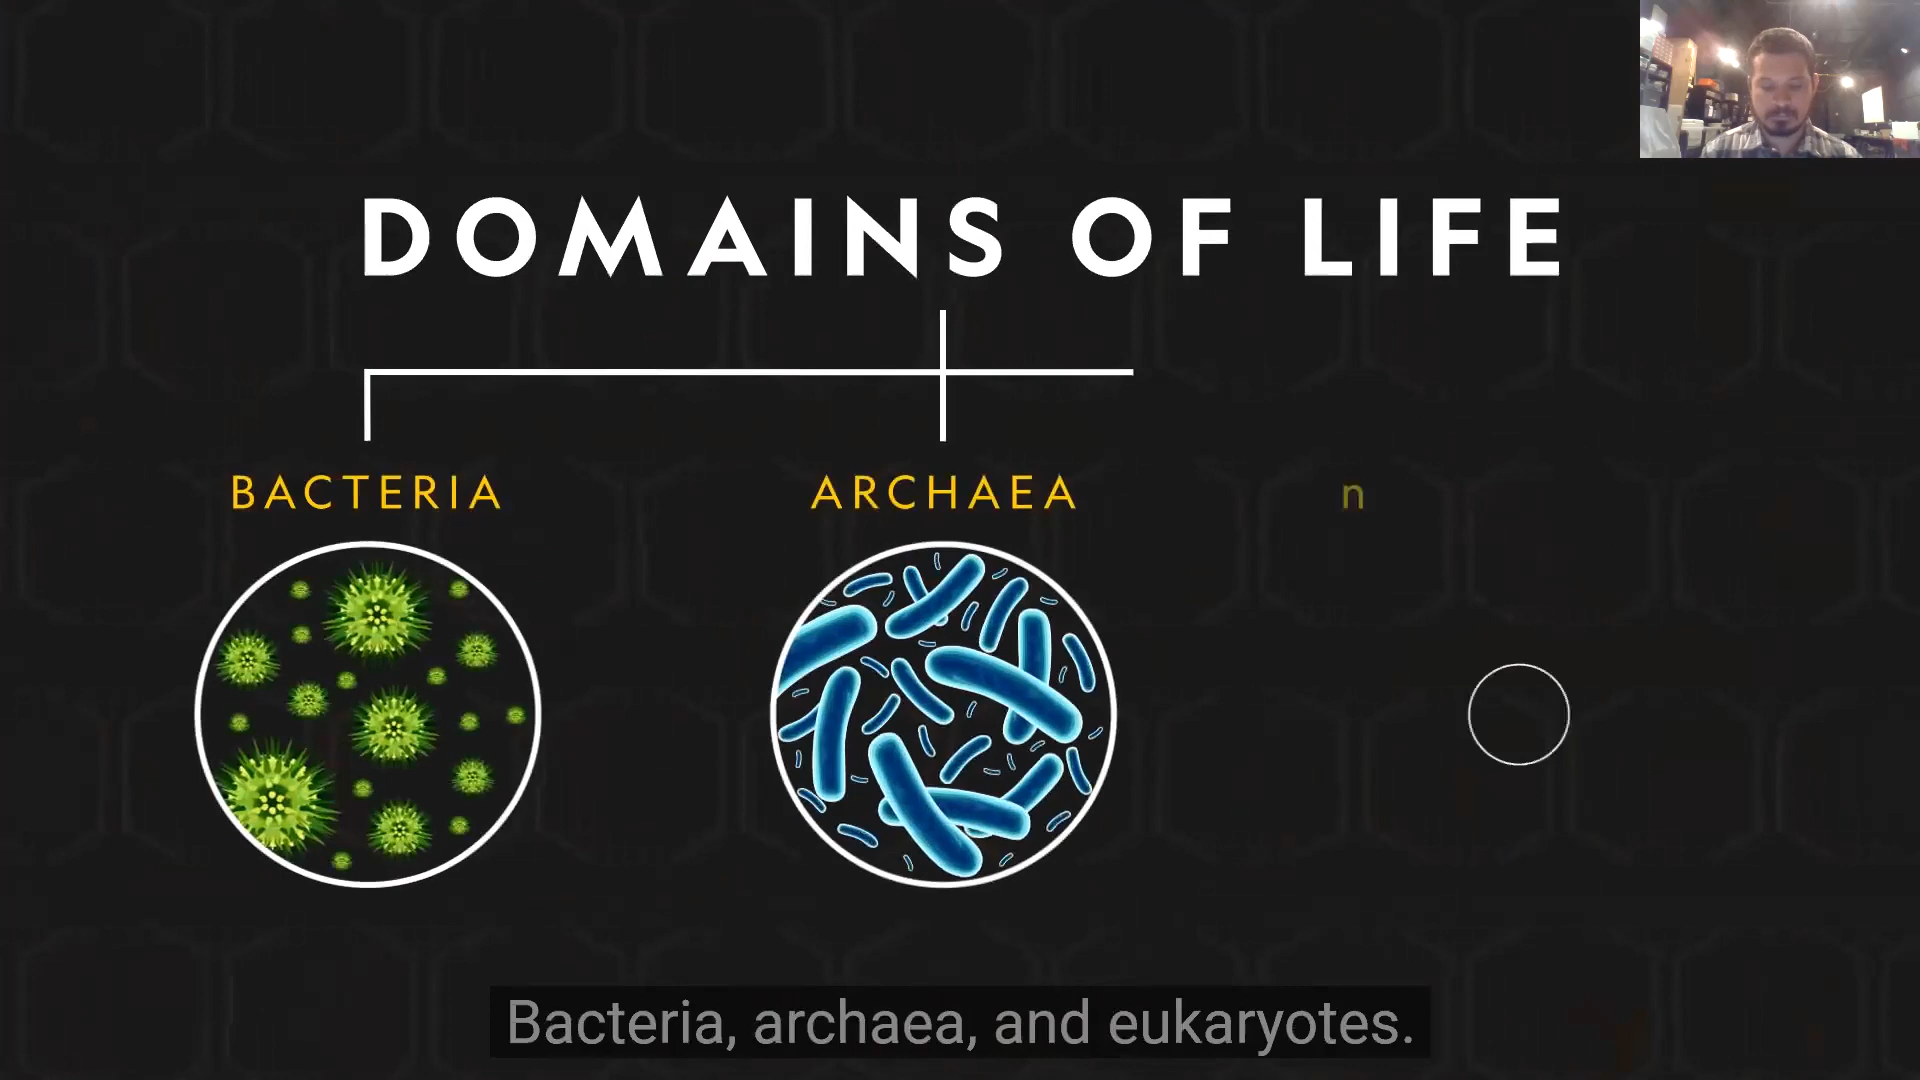 DOMAINS OF LIFE
BACTERIA ARCHAEA n
Bacteria, archaea, and eukaryotes.